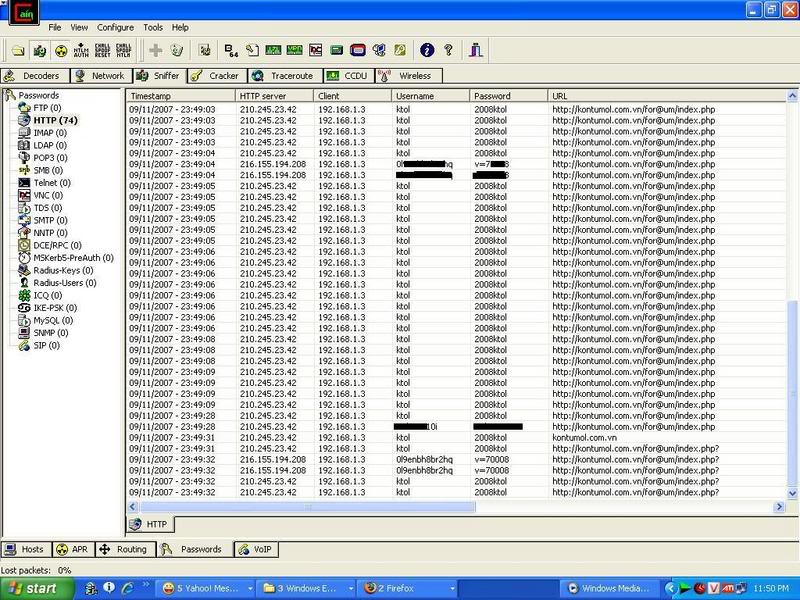 Cain
File View Configure Tools Help
Decoders Network Sniffer Cracker Traceroute CCDU Wireless
Passwords
FTP (0)
HTTP (74)
IMAP (0)
LDAP (0)
POP3 (0)
SMB (0)
Telnet (0)
VNC (0)
TDS (0)
SMTP (0)
NNTP (0)
DCE/RPC (0)
MSKerb5-PreAuth (0)
Radius-Keys (0)
Radius-Users (0)
ICQ (0)
IKE-PSK (0)
MySQL (0)
SNMP (0)
SIP (0)
Timestamp HTTP server Client Username Password URL
09/11/2007 - 23:49:03 210.245.23.42 192.168.1.3 ktol 2008ktol http://kontumol.com.vn/for@um/index.php
09/11/2007 - 23:49:03 210.245.23.42 192.168.1.3 ktol 2008ktol http://kontumol.com.vn/for@um/index.php
09/11/2007 - 23:49:03 210.245.23.42 192.168.1.3 ktol 2008ktol http://kontumol.com.vn/for@um/index.php
09/11/2007 - 23:49:03 210.245.23.42 192.168.1.3 ktol 2008ktol http://kontumol.com.vn/for@um/index.php
09/11/2007 - 23:49:04 210.245.23.42 192.168.1.3 ktol 2008ktol http://kontumol.com.vn/for@um/index.php
09/11/2007 - 23:49:04 216.155.194.208 192.168.1.3 0l hq v=7 8 http://kontumol.com.vn/for@um/index.php
09/11/2007 - 23:49:04 216.155.194.208 192.168.1.3 http://kontumol.com.vn/for@um/index.php
09/11/2007 - 23:49:05 210.245.23.42 192.168.1.3 ktol 2008ktol http://kontumol.com.vn/for@um/index.php
09/11/2007 - 23:49:05 210.245.23.42 192.168.1.3 ktol 2008ktol http://kontumol.com.vn/for@um/index.php
09/11/2007 - 23:49:05 210.245.23.42 192.168.1.3 ktol 2008ktol http://kontumol.com.vn/for@um/index.php
09/11/2007 - 23:49:05 210.245.23.42 192.168.1.3 ktol 2008ktol http://kontumol.com.vn/for@um/index.php
09/11/2007 - 23:49:05 210.245.23.42 192.168.1.3 ktol 2008ktol http://kontumol.com.vn/for@um/index.php
09/11/2007 - 23:49:05 210.245.23.42 192.168.1.3 ktol 2008ktol http://kontumol.com.vn/for@um/index.php
09/11/2007 - 23:49:05 210.245.23.42 192.168.1.3 ktol 2008ktol http://kontumol.com.vn/for@um/index.php
09/11/2007 - 23:49:06 210.245.23.42 192.168.1.3 ktol 2008ktol http://kontumol.com.vn/for@um/index.php
09/11/2007 - 23:49:06 210.245.23.42 192.168.1.3 ktol 2008ktol http://kontumol.com.vn/for@um/index.php
09/11/2007 - 23:49:06 210.245.23.42 192.168.1.3 ktol 2008ktol http://kontumol.com.vn/for@um/index.php
09/11/2007 - 23:49:06 210.245.23.42 192.168.1.3 ktol 2008ktol http://kontumol.com.vn/for@um/index.php
09/11/2007 - 23:49:06 210.245.23.42 192.168.1.3 ktol 2008ktol http://kontumol.com.vn/for@um/index.php
09/11/2007 - 23:49:06 210.245.23.42 192.168.1.3 ktol 2008ktol http://kontumol.com.vn/for@um/index.php
09/11/2007 - 23:49:06 210.245.23.42 192.168.1.3 ktol 2008ktol http://kontumol.com.vn/for@um/index.php
09/11/2007 - 23:49:08 210.245.23.42 192.168.1.3 ktol 2008ktol http://kontumol.com.vn/for@um/index.php
09/11/2007 - 23:49:08 210.245.23.42 192.168.1.3 ktol 2008ktol http://kontumol.com.vn/for@um/index.php
09/11/2007 - 23:49:08 210.245.23.42 192.168.1.3 ktol 2008ktol http://kontumol.com.vn/for@um/index.php
09/11/2007 - 23:49:09 210.245.23.42 192.168.1.3 ktol 2008ktol http://kontumol.com.vn/for@um/index.php
09/11/2007 - 23:49:09 210.245.23.42 192.168.1.3 ktol 2008ktol http://kontumol.com.vn/for@um/index.php
09/11/2007 - 23:49:09 210.245.23.42 192.168.1.3 ktol 2008ktol http://kontumol.com.vn/for@um/index.php
09/11/2007 - 23:49:09 210.245.23.42 192.168.1.3 ktol 2008ktol http://kontumol.com.vn/for@um/index.php
09/11/2007 - 23:49:28 210.245.23.42 192.168.1.3 ktol 2008ktol http://kontumol.com.vn/for@um/index.php
09/11/2007 - 23:49:28 210.245.23.42 192.168.1.3 10i http://kontumol.com.vn/for@um/index.php
09/11/2007 - 23:49:31 210.245.23.42 192.168.1.3 ktol 2008ktol kontumol.com.vn
09/11/2007 - 23:49:31 210.245.23.42 192.168.1.3 ktol 2008ktol http://kontumol.com.vn/for@um/index.php?
09/11/2007 - 23:49:32 216.155.194.208 192.168.1.3 0l9enbh8br2hq v=70008 http://kontumol.com.vn/for@um/index.php?
09/11/2007 - 23:49:32 216.155.194.208 192.168.1.3 0l9enbh8br2hq v=70008 http://kontumol.com.vn/for@um/index.php?
09/11/2007 - 23:49:32 210.245.23.42 192.168.1.3 ktol 2008ktol http://kontumol.com.vn/for@um/index.php?
09/11/2007 - 23:49:32 210.245.23.42 192.168.1.3 ktol 2008ktol http://kontumol.com.vn/for@um/index.php?
HTTP
Hosts APR Routing Passwords VoIP
Lost packets: 0%
start 5 Yahoo! Mes... 3 Windows E... 2 Firefox Windows Media... 11:50 PM